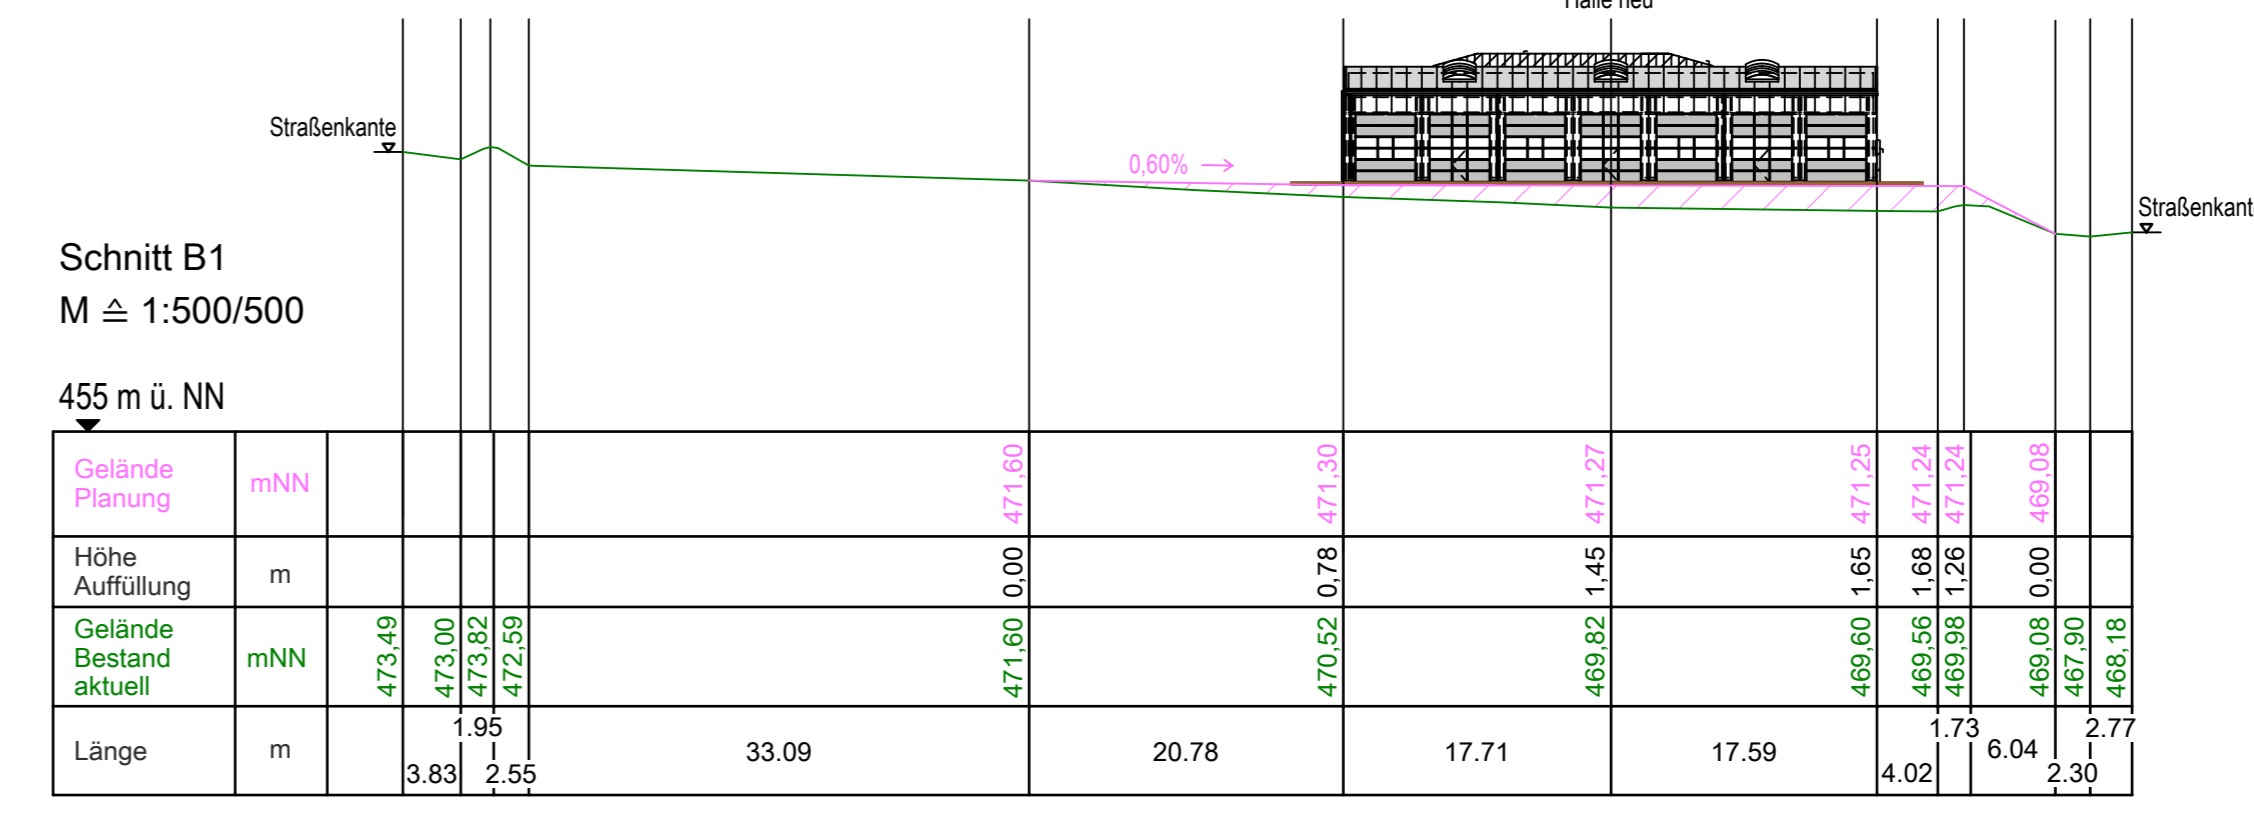 Halle neu
Straßenkante
0,60%
Straßenkant
Schnitt B1
M ≙ 1:500/500
455 m ü. NN
Gelände
Planung
mNN
471,60
471,30
471,27
471,25
471,24
471,24
469,08
Höhe
Auffüllung
m
0,00
0,78
1,45
1,65
1,68
1,26
0,00
Gelände
Bestand
aktuell
mNN
473,49
473,00
473,82
472,59
471,60
470,52
469,82
469,60
469,56
469,98
469,08
467,90
468,18
Länge
m
3.83
1.95
2.55
33.09
20.78
17.71
17.59
4.02
1.73
6.04
2.30
2.77